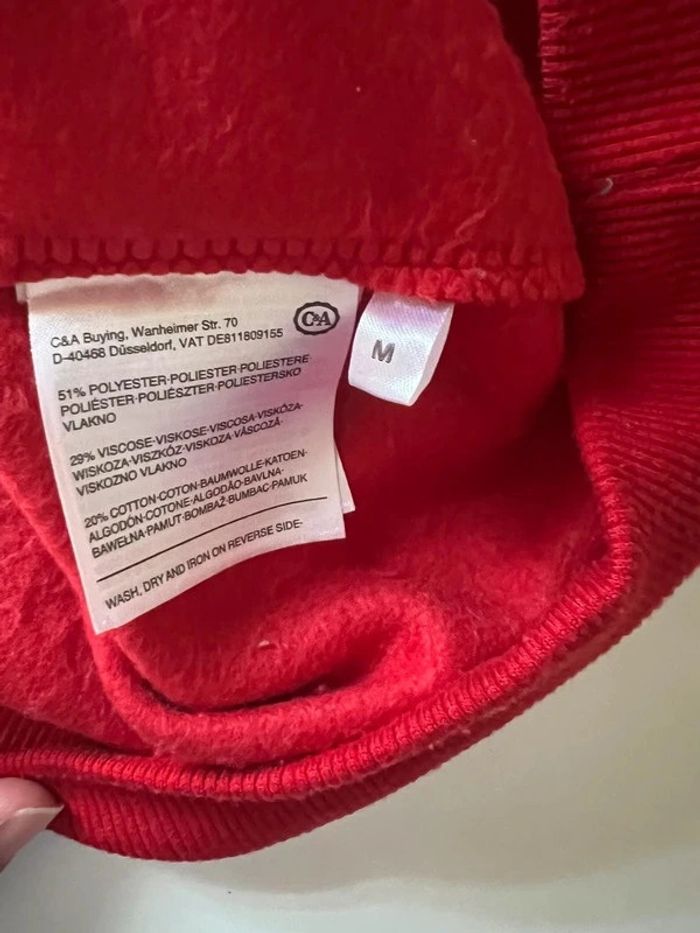 C&A Buying, Wanheimer Str. 70
D-40468 Düsseldorf, VAT DE811809155
C&A
M
51% POLYESTER·POLIESTER·POLIESTERE·
POLIÉSTER·POLIÉSZTER·POLIESTERSKO
VLAKNO
29% VISCOSE·VISKOSE·VISCOSA·VISKÓZA·
WISKOZA·VISZKÓZ·VISKOZA·VÂSCOZÁ·
VISKOZNO VLAKNO
20% COTTON·COTON·BAUMWOLLE·KATOEN·
ALGODÓN·COTONE·ALGODÃO·BAVLNA·
BAWEŁNA·PAMUT·BOMBAŽ·BUMBAC·PAMUK
WASH, DRY AND IRON ON REVERSE SIDE·